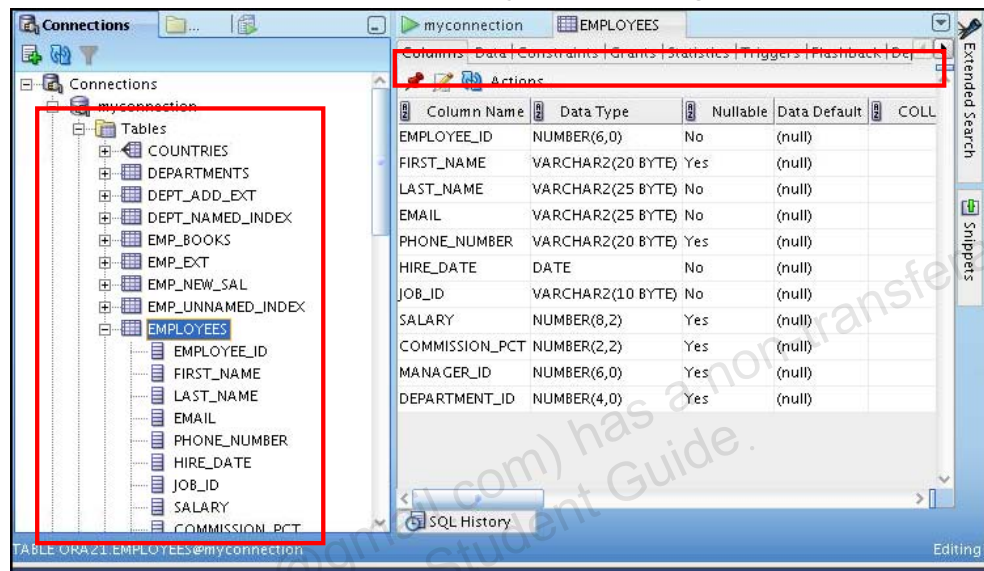 Connections
...
myconnection
EMPLOYEES
Columns Data Constraints Grants Statistics Triggers Flashback Dep
Actions
Connections
myconnection
Tables
COUNTRIES
DEPARTMENTS
DEPT_ADD_EXT
DEPT_NAMED_INDEX
EMP_BOOKS
EMP_EXT
EMP_NEW_SAL
EMP_UNNAMED_INDEX
EMPLOYEES
EMPLOYEE_ID
FIRST_NAME
LAST_NAME
EMAIL
PHONE_NUMBER
HIRE_DATE
JOB_ID
SALARY
COMMISSION_PCT
Column Name Data Type Nullable Data Default COLL
EMPLOYEE_ID NUMBER(6,0) No (null)
FIRST_NAME VARCHAR2(20 BYTE) Yes (null)
LAST_NAME VARCHAR2(25 BYTE) No (null)
EMAIL VARCHAR2(25 BYTE) No (null)
PHONE_NUMBER VARCHAR2(20 BYTE) Yes (null)
HIRE_DATE DATE No (null)
JOB_ID VARCHAR2(10 BYTE) No (null)
SALARY NUMBER(8,2) Yes (null)
COMMISSION_PCT NUMBER(2,2) Yes (null)
MANAGER_ID NUMBER(6,0) Yes (null)
DEPARTMENT_ID NUMBER(4,0) Yes (null)
SQL History
Extended Search
Snippets
TABLE ORA21.EMPLOYEES@myconnection
Editing
@gmail com) has a non-transfera
Student Guide.